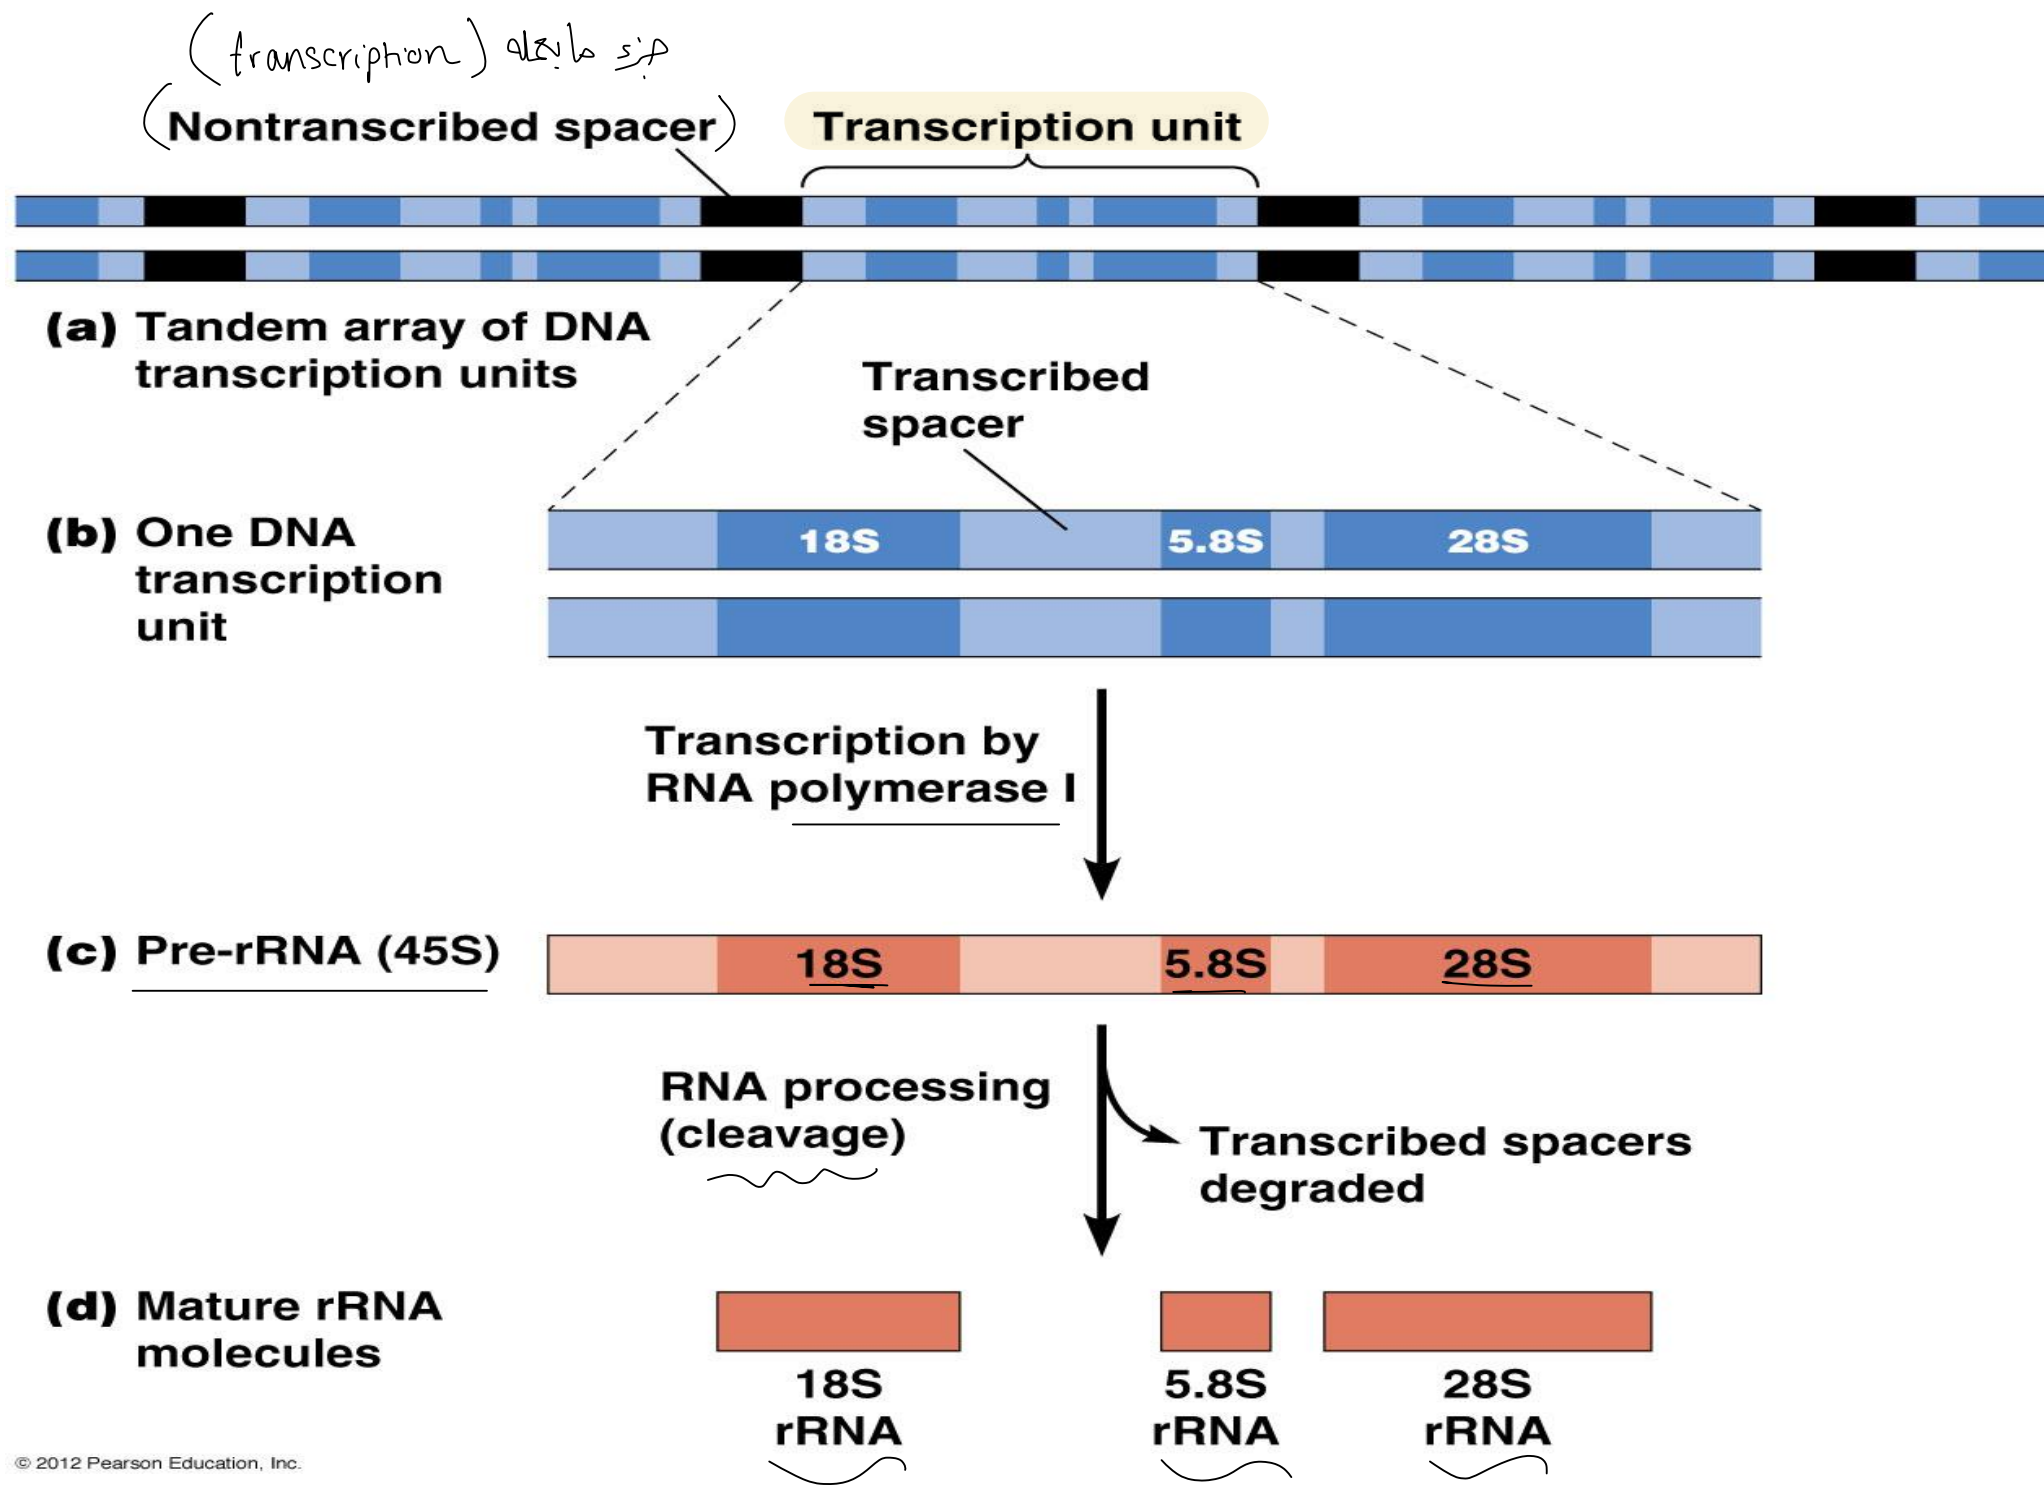 جزء مابعمله (transcription)
(Nontranscribed spacer)
Transcription unit
(a) Tandem array of DNA
transcription units
Transcribed
spacer
(b) One DNA
transcription
unit
18S 5.8S 28S
Transcription by
RNA polymerase I
(c) Pre-rRNA (45S)
18S 5.8S 28S
RNA processing
(cleavage)
Transcribed spacers
degraded
(d) Mature rRNA
molecules
18S
rRNA
5.8S
rRNA
28S
rRNA
© 2012 Pearson Education, Inc.